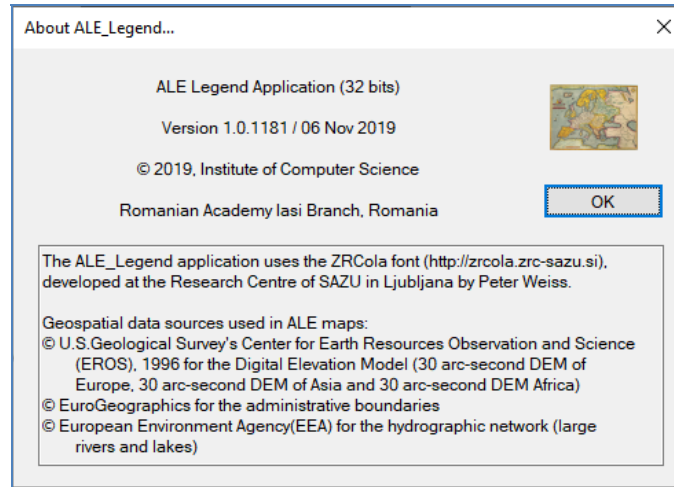 About ALE_Legend...
ALE Legend Application (32 bits)
Version 1.0.1181 / 06 Nov 2019
© 2019, Institute of Computer Science
Romanian Academy Iasi Branch, Romania
OK
The ALE_Legend application uses the ZRCola font (http://zrcola.zrc-sazu.si),
developed at the Research Centre of SAZU in Ljubljana by Peter Weiss.
Geospatial data sources used in ALE maps:
© U.S.Geological Survey's Center for Earth Resources Observation and Science
(EROS), 1996 for the Digital Elevation Model (30 arc-second DEM of
Europe, 30 arc-second DEM of Asia and 30 arc-second DEM Africa)
© EuroGeographics for the administrative boundaries
© European Environment Agency(EEA) for the hydrographic network (large
rivers and lakes)